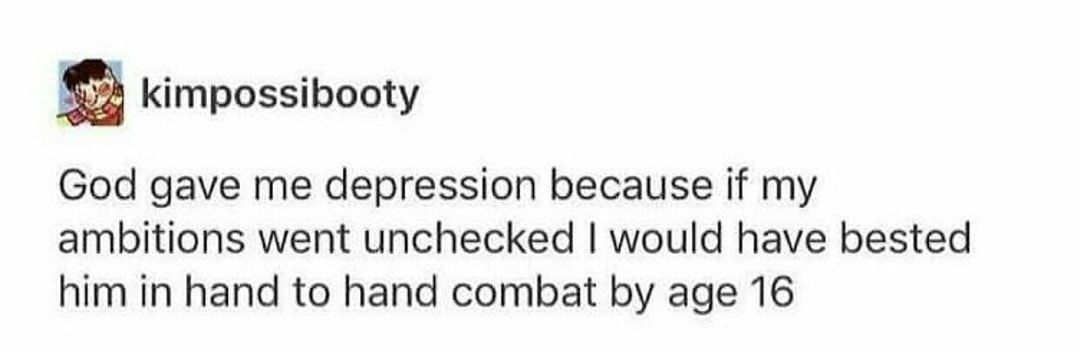 kimpossibooty
God gave me depression because if my
ambitions went unchecked I would have bested
him in hand to hand combat by age 16